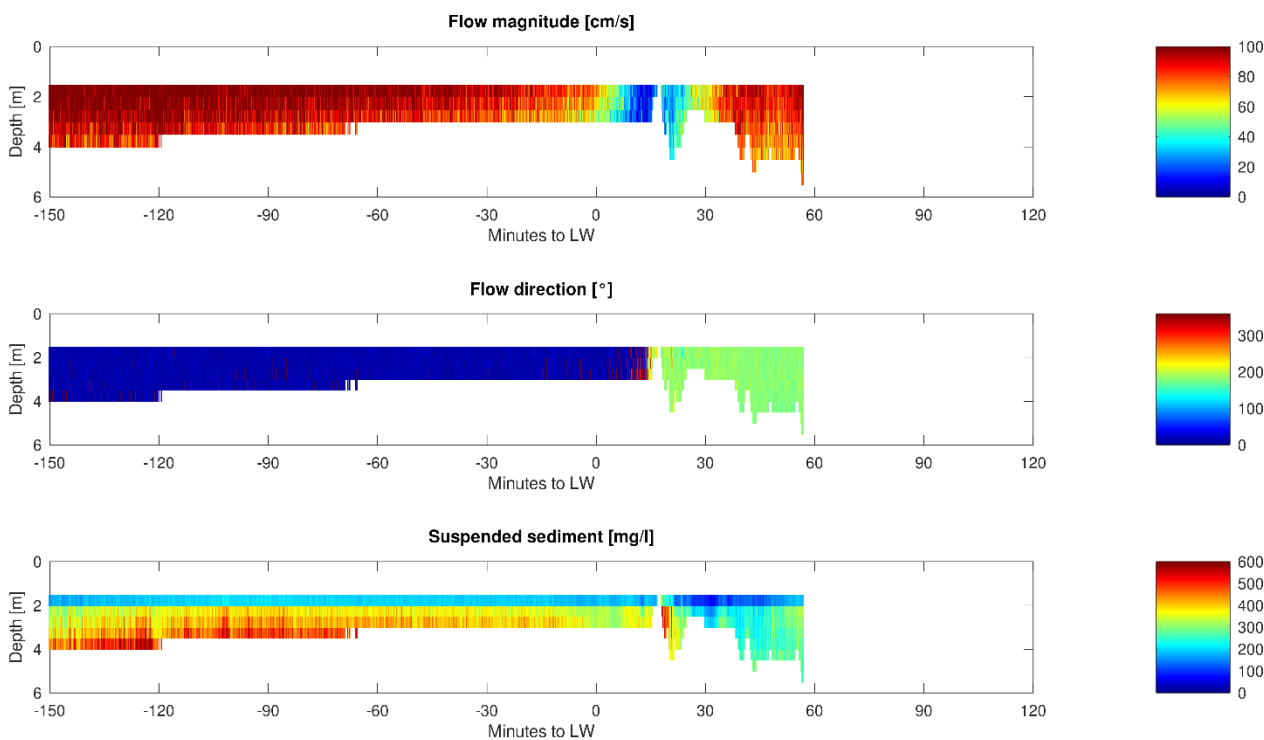 Flow magnitude [cm/s]
0
2
4
6
Depth [m]
-150 -120 -90 -60 -30 0 30 60 90 120
Minutes to LW
100
80
60
40
20
0
Flow direction [°]
0
2
4
6
Depth [m]
-150 -120 -90 -60 -30 0 30 60 90 120
Minutes to LW
300
200
100
0
Suspended sediment [mg/l]
0
2
4
6
Depth [m]
-150 -120 -90 -60 -30 0 30 60 90 120
Minutes to LW
600
500
400
300
200
100
0